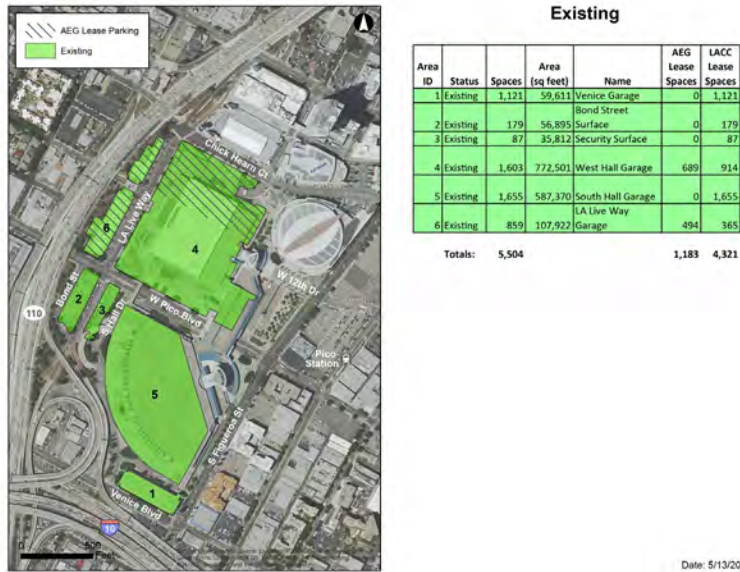 AEG Lease Parking
Existing
Chick Hearn Ct
LA Live Way
6
4
W 12th Dr
Bond St
2
3
S Hall Dr
W Pico Blvd
110
Pico
Station
5
S Figueroa St
1
Venice Blvd
10
0
500
Feet
Existing
Area ID Status Spaces Area (sq feet) Name AEG Lease Spaces LACC Lease Spaces
1 Existing 1,121 59,611 Venice Garage 0 1,121
2 Existing 179 56,895 Bond Street Surface 0 179
3 Existing 87 35,812 Security Surface 0 87
4 Existing 1,603 772,501 West Hall Garage 689 914
5 Existing 1,655 587,370 South Hall Garage 0 1,655
6 Existing 859 107,922 LA Live Way Garage 494 365
Totals: 5,504 1,183 4,321
Date: 5/13/20